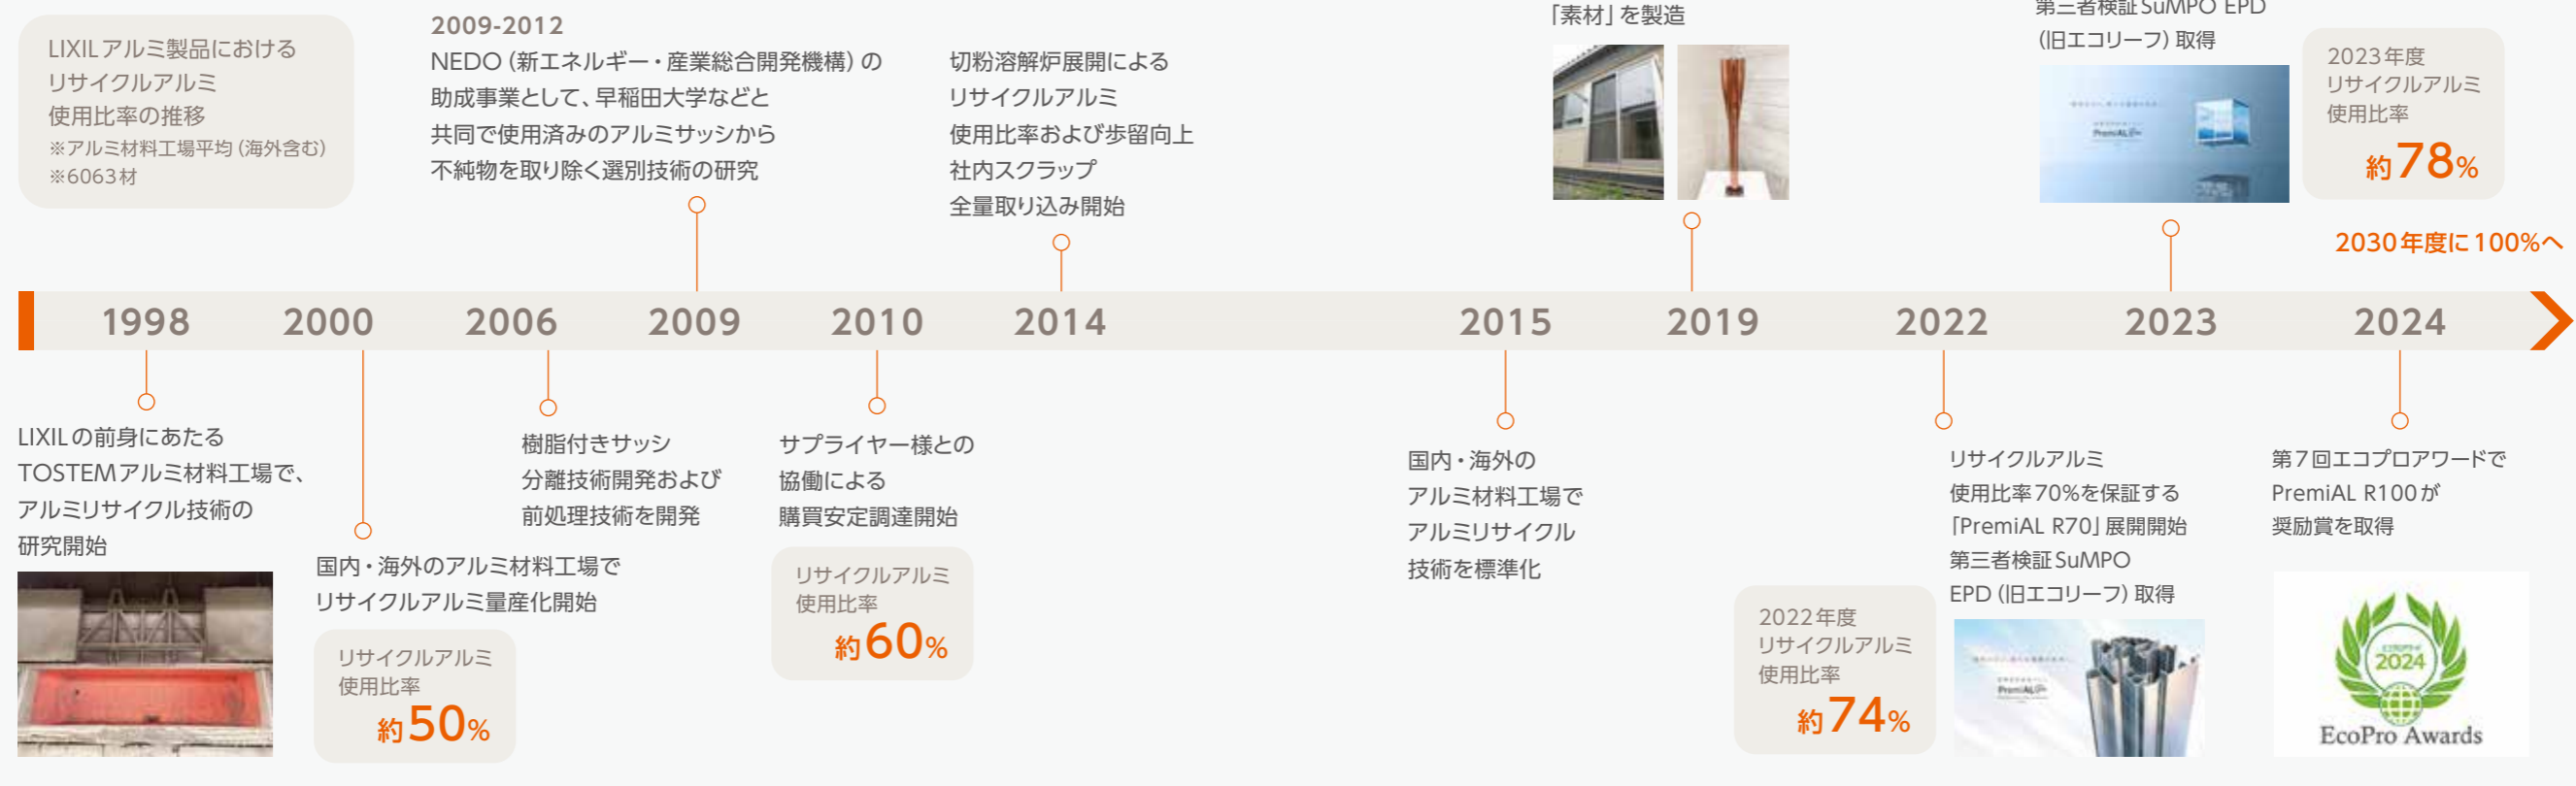 LIXILアルミ製品における
リサイクルアルミ
使用比率の推移
※アルミ材料工場平均(海外含む)
※6063材
2009-2012
NEDO(新エネルギー・産業総合開発機構)の
助成事業として、早稲田大学などと
共同で使用済みのアルミサッシから
不純物を取り除く選別技術の研究
切粉溶解炉展開による
リサイクルアルミ
使用比率および歩留向上
社内スクラップ
全量取り込み開始
「素材」を製造
第三者検証SuMPO EPD
(旧エコリーフ)取得
PremiAL
2023年度
リサイクルアルミ
使用比率
約78%
2030年度に100%へ
1998
2000
2006
2009
2010
2014
2015
2019
2022
2023
2024
LIXILの前身にあたる
TOSTEMアルミ材料工場で、
アルミリサイクル技術の
研究開始
国内・海外のアルミ材料工場で
リサイクルアルミ量産化開始
リサイクルアルミ
使用比率
約50%
樹脂付きサッシ
分離技術開発および
前処理技術を開発
サプライヤー様との
協働による
購買安定調達開始
リサイクルアルミ
使用比率
約60%
国内・海外の
アルミ材料工場で
アルミリサイクル
技術を標準化
2022年度
リサイクルアルミ
使用比率
約74%
リサイクルアルミ
使用比率70%を保証する
「PremiAL R70」展開開始
第三者検証SuMPO
EPD(旧エコリーフ)取得
PremiAL
第7回エコプロアワードで
PremiAL R100が
奨励賞を取得
エコプロアワード
2024
EcoPro Awards